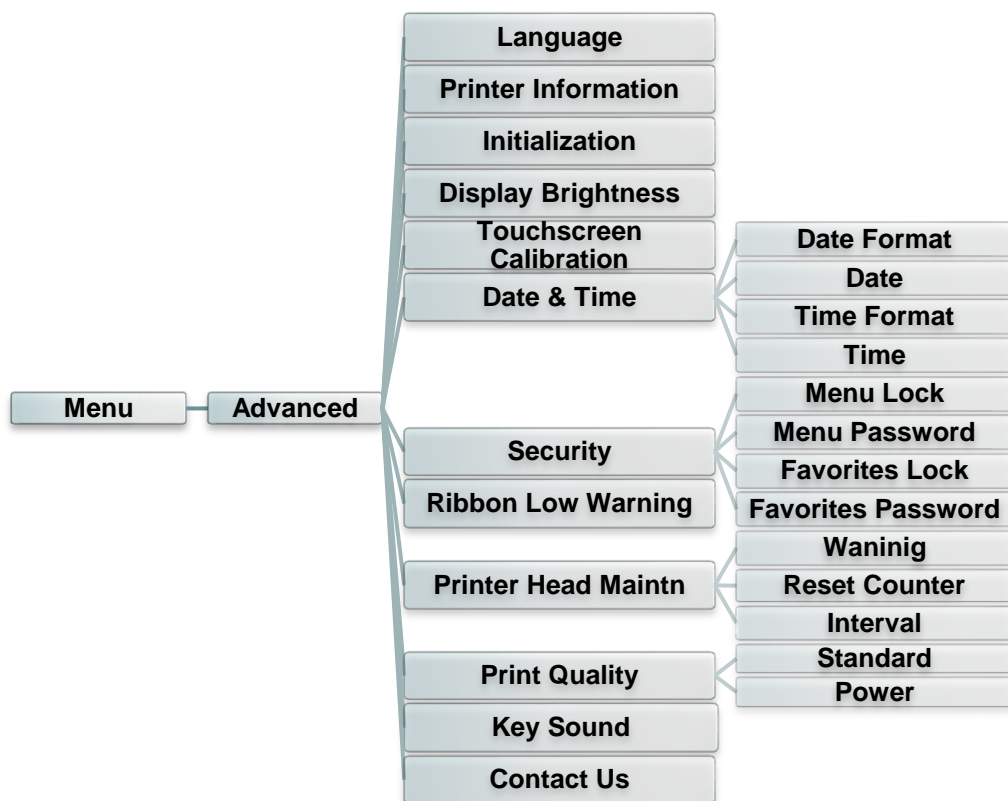 Menu
Advanced
Language
Printer Information
Initialization
Display Brightness
Touchscreen
Calibration
Date & Time
Date Format
Date
Time Format
Time
Security
Menu Lock
Menu Password
Favorites Lock
Favorites Password
Ribbon Low Warning
Printer Head Maintn
Waninig
Reset Counter
Interval
Print Quality
Standard
Power
Key Sound
Contact Us